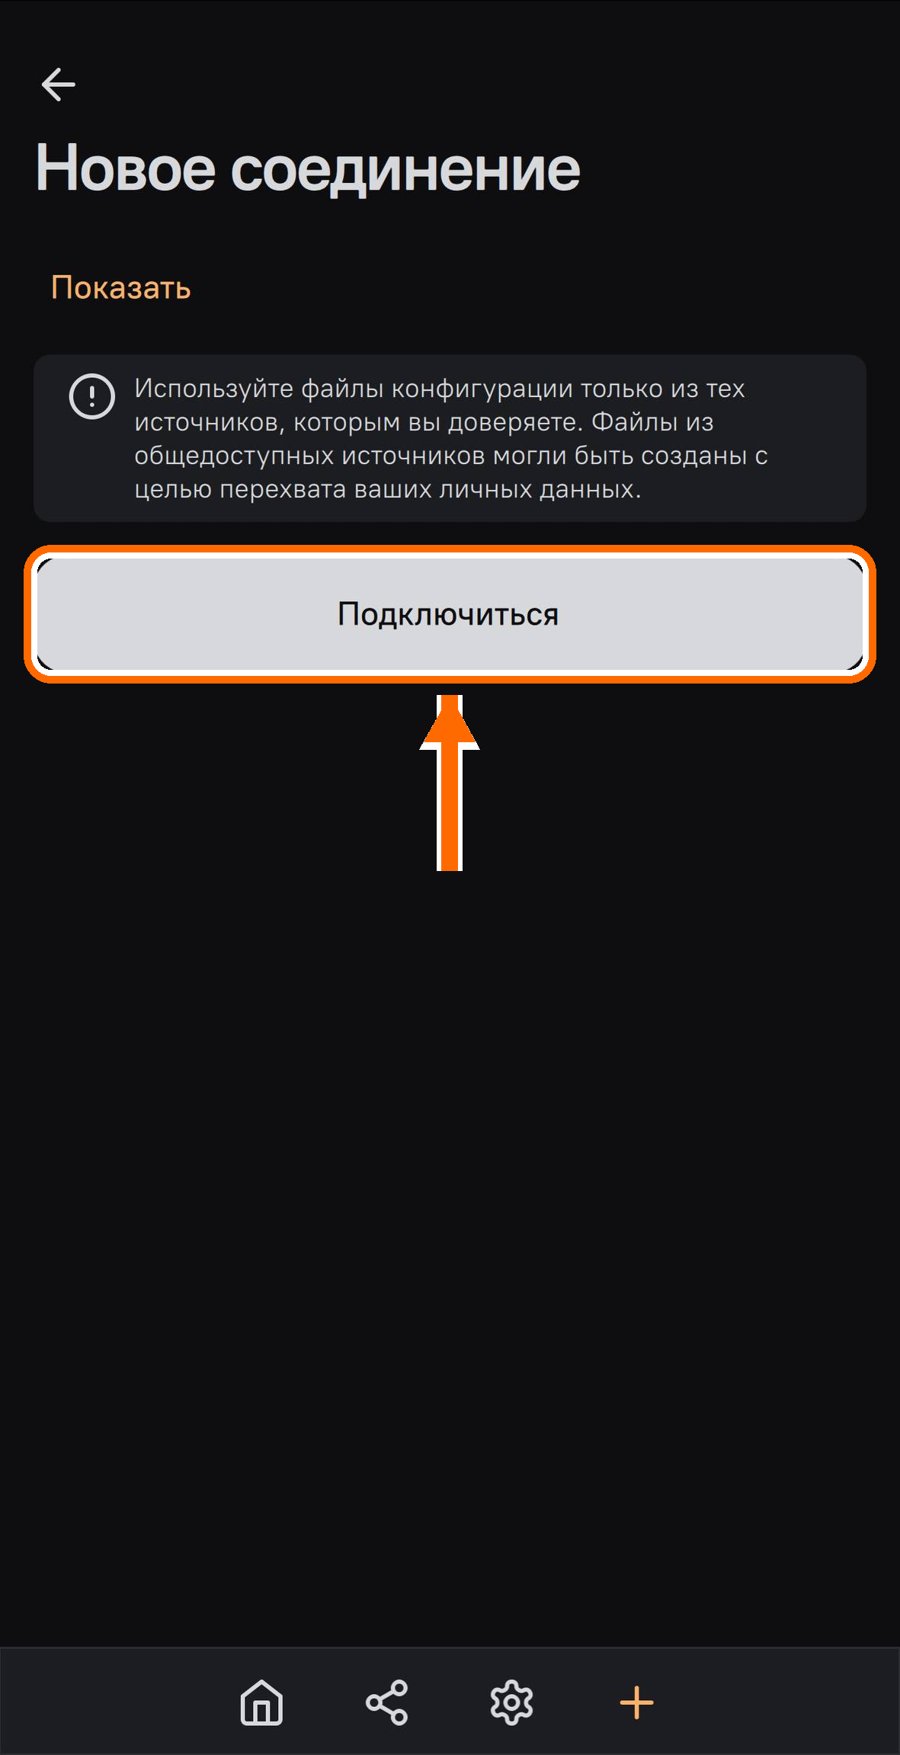 Новое соединение
Показать
Используйте файлы конфигурации только из тех
источников, которым вы доверяете. Файлы из
общедоступных источников могли быть созданы с
целью перехвата ваших личных данных.
Подключиться